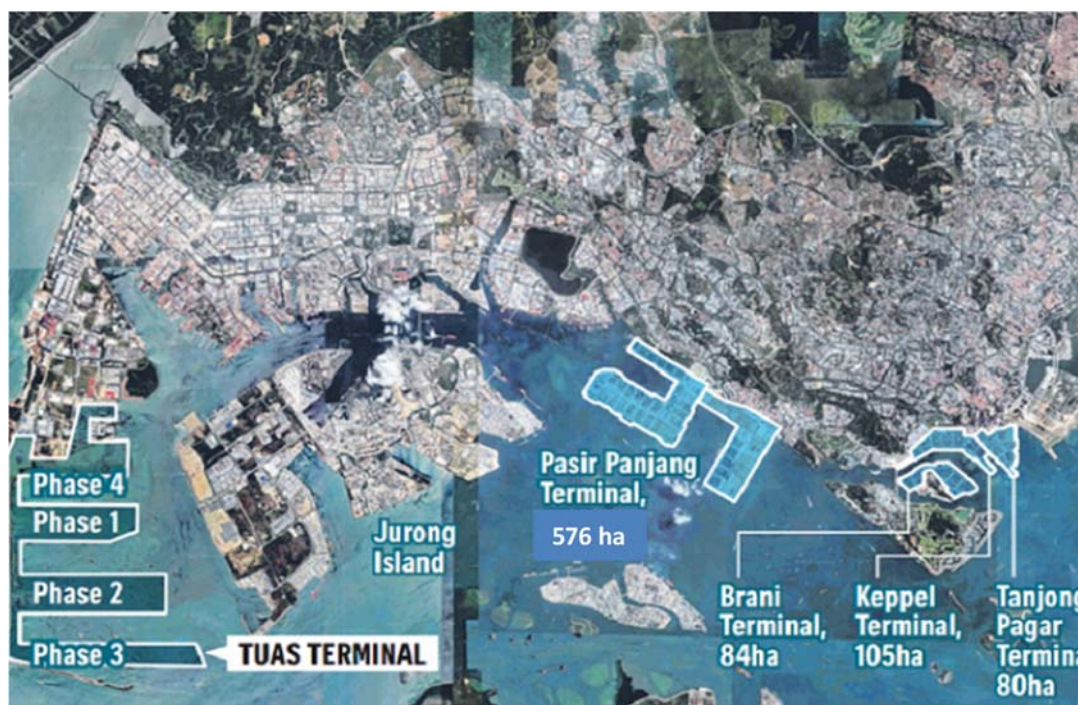 Phase 4
Phase 1
Phase 2
Phase 3
TUAS TERMINAL
Jurong
Island
Pasir Panjang
Terminal,
576 ha
Brani
Terminal,
84ha
Keppel
Terminal,
105ha
Tanjong
Pagar
Termina
80ha